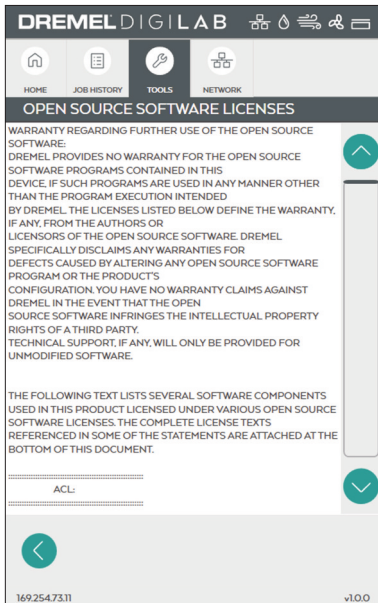 DREMEL DIGILAB
HOME JOB HISTORY TOOLS NETWORK
OPEN SOURCE SOFTWARE LICENSES
WARRANTY REGARDING FURTHER USE OF THE OPEN SOURCE
SOFTWARE:
DREMEL PROVIDES NO WARRANTY FOR THE OPEN SOURCE
SOFTWARE PROGRAMS CONTAINED IN THIS
DEVICE, IF SUCH PROGRAMS ARE USED IN ANY MANNER OTHER
THAN THE PROGRAM EXECUTION INTENDED
BY DREMEL. THE LICENSES LISTED BELOW DEFINE THE WARRANTY,
IF ANY, FROM THE AUTHORS OR
LICENSORS OF THE OPEN SOURCE SOFTWARE. DREMEL
SPECIFICALLY DISCLAIMS ANY WARRANTIES FOR
DEFECTS CAUSED BY ALTERING ANY OPEN SOURCE SOFTWARE
PROGRAM OR THE PRODUCT'S
CONFIGURATION. YOU HAVE NO WARRANTY CLAIMS AGAINST
DREMEL IN THE EVENT THAT THE OPEN
SOURCE SOFTWARE INFRINGES THE INTELLECTUAL PROPERTY
RIGHTS OF A THIRD PARTY.
TECHNICAL SUPPORT, IF ANY, WILL ONLY BE PROVIDED FOR
UNMODIFIED SOFTWARE.
THE FOLLOWING TEXT LISTS SEVERAL SOFTWARE COMPONENTS
USED IN THIS PRODUCT LICENSED UNDER VARIOUS OPEN SOURCE
SOFTWARE LICENSES. THE COMPLETE LICENSE TEXTS
REFERENCED IN SOME OF THE STATEMENTS ARE ATTACHED AT THE
BOTTOM OF THIS DOCUMENT.
ACL:
169.254.73.11 v1.0.0